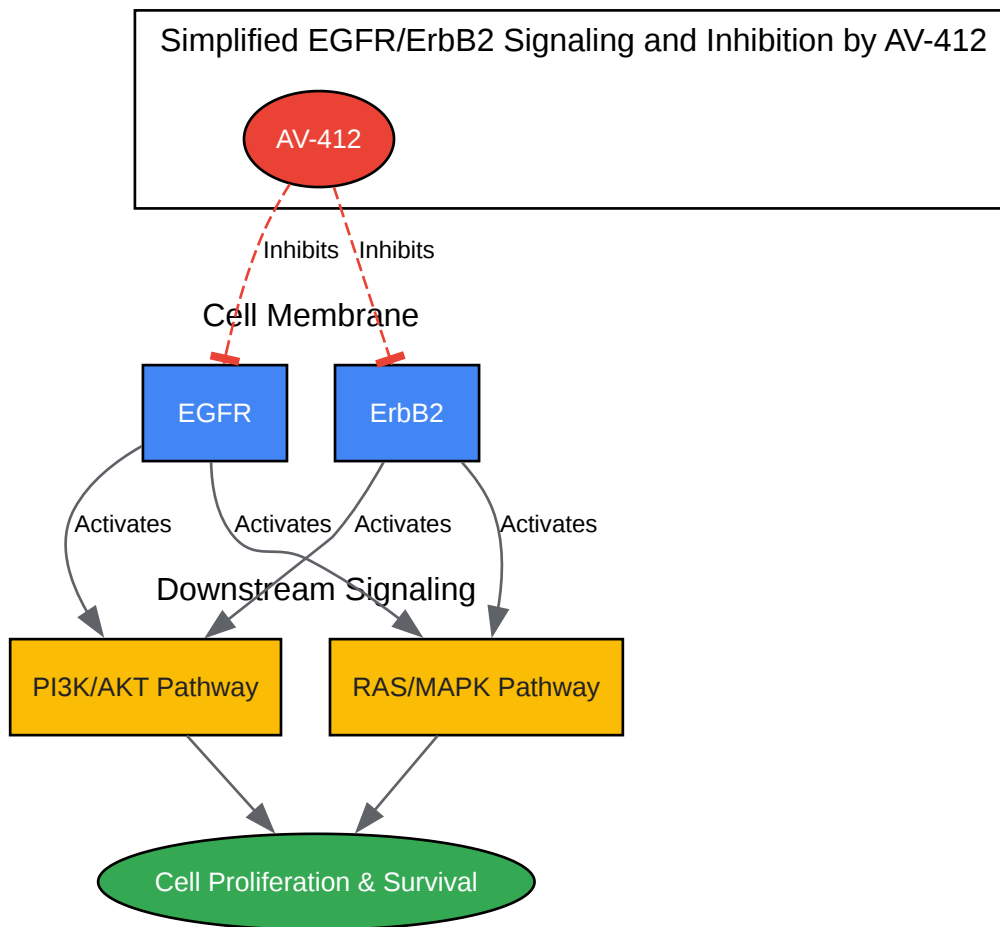 Simplified EGFR/ErbB2 Signaling and Inhibition by AV-412
AV-412
Inhibits
Inhibits
Cell Membrane
EGFR
ErbB2
Activates
Activates
Activates
Activates
Downstream Signaling
PI3K/AKT Pathway
RAS/MAPK Pathway
Cell Proliferation & Survival